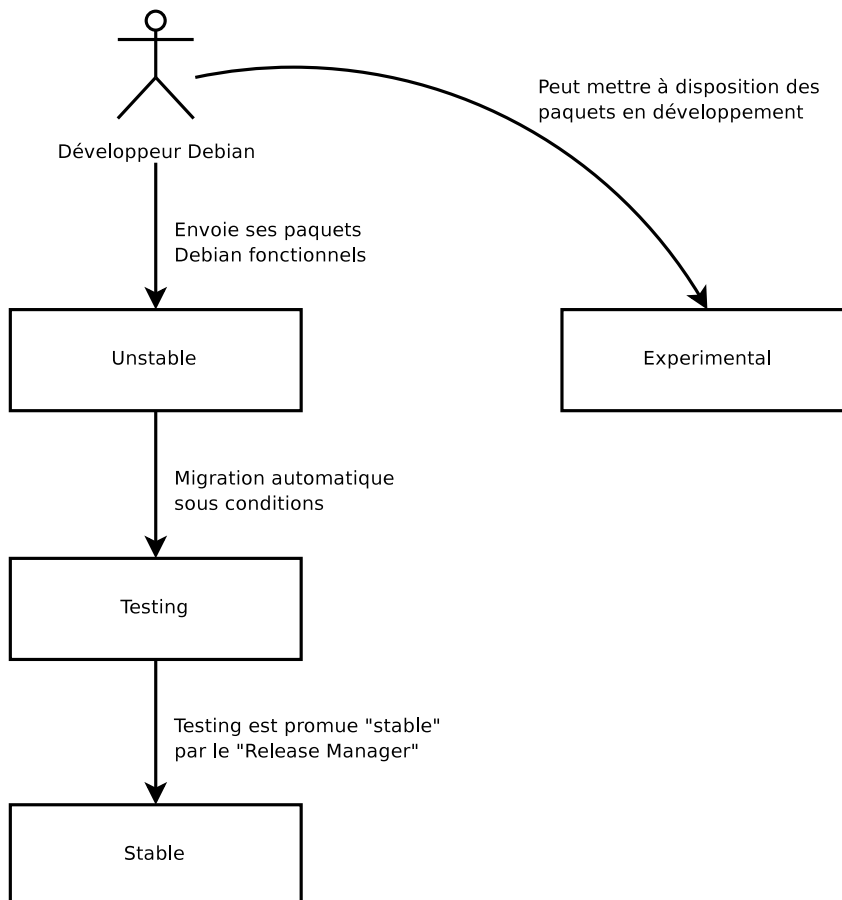 Peut mettre à disposition des
paquets en développement
Développeur Debian
Envoie ses paquets
Debian fonctionnels
Unstable
Experimental
Migration automatique
sous conditions
Testing
Testing est promue "stable"
par le "Release Manager"
Stable